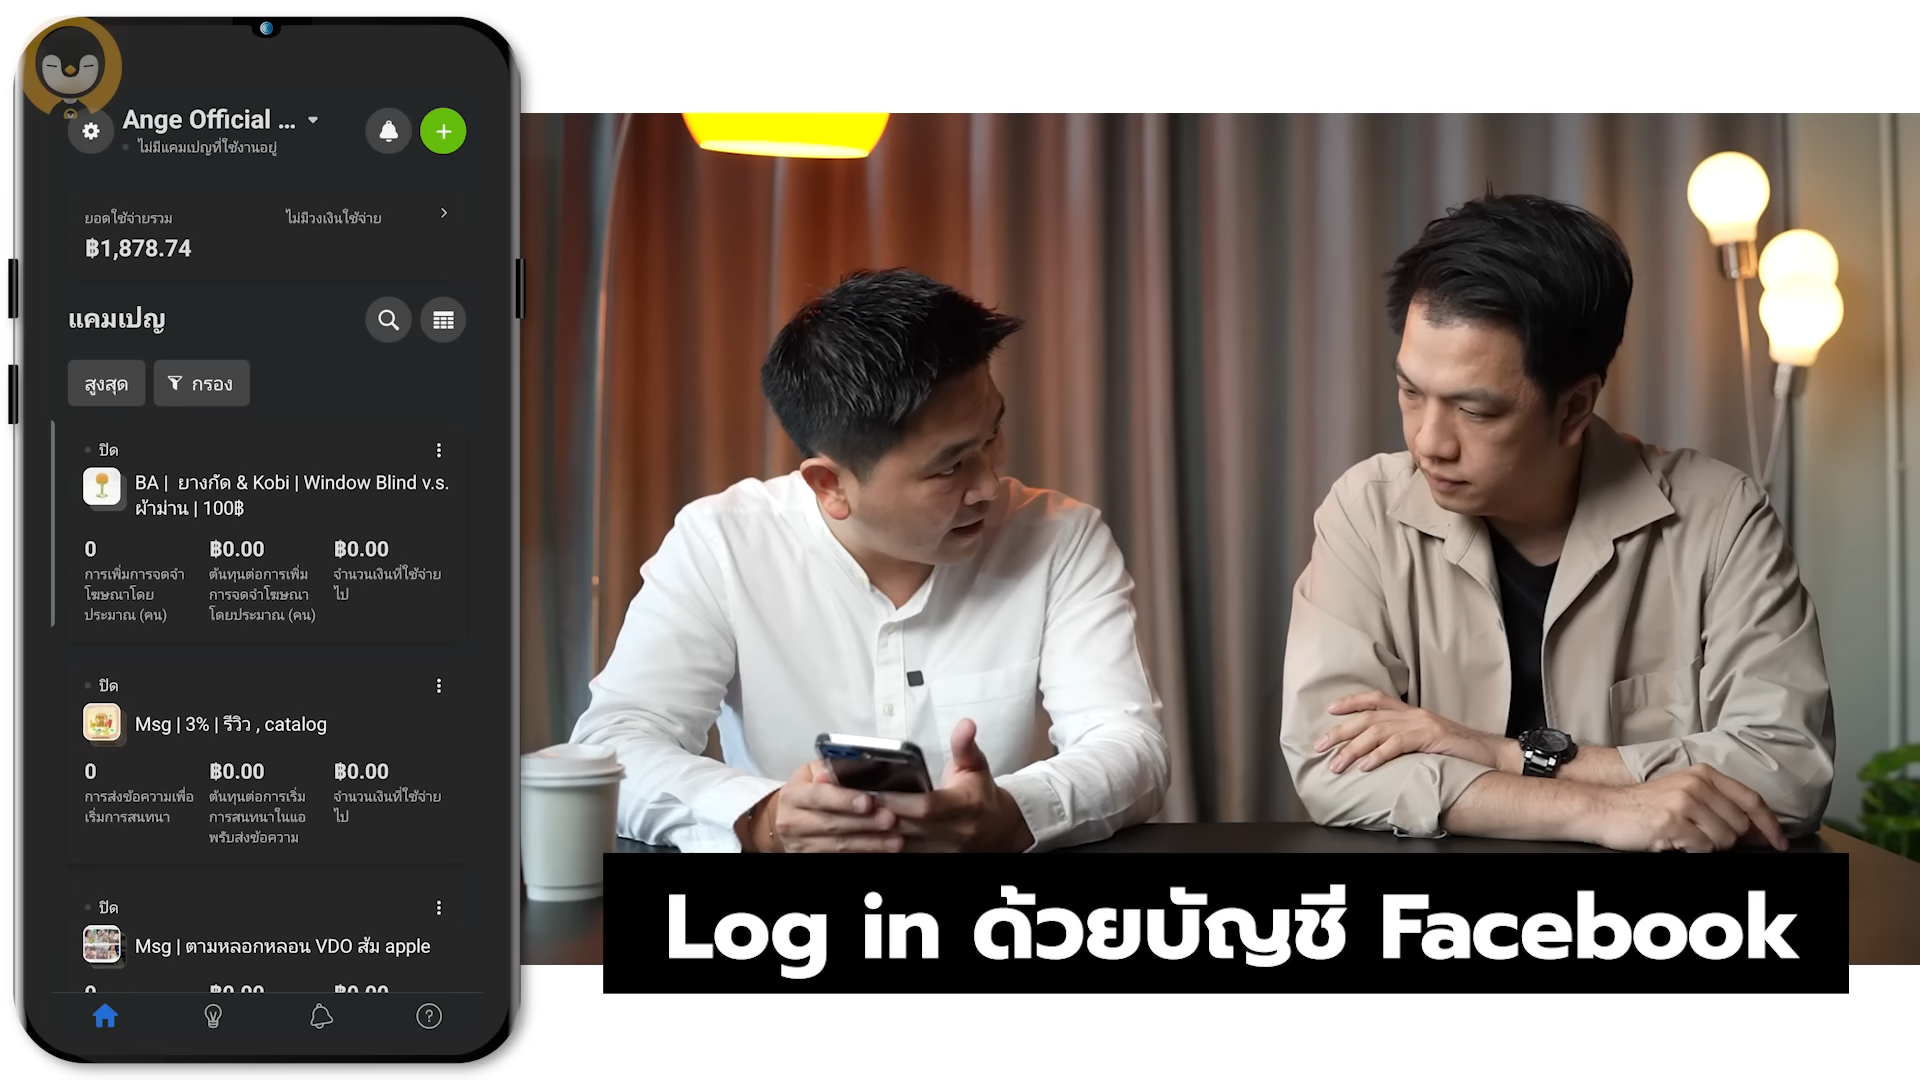 Ange Official ...
ไม่มีแคมเปญที่ใช้งานอยู่
ยอดใช้จ่ายรวม
ไม่มีวงเงินใช้จ่าย
฿1,878.74
แคมเปญ
สูงสุด
กรอง
ปิด
BA | ยางกัด & Kobi | Window Blind v.s.
ผ้าม่าน | 100฿
0
฿0.00
฿0.00
การเพิ่มการจดจำ
โฆษณาโดย
ประมาณ (คน)
ต้นทุนต่อการเพิ่ม
การจดจำโฆษณา
โดยประมาณ (คน)
จำนวนเงินที่ใช้จ่าย
ไป
ปิด
Msg | 3% | รีวิว , catalog
0
฿0.00
฿0.00
การส่งข้อความเพื่อ
เริ่มการสนทนา
ต้นทุนต่อการเริ่ม
การสนทนาในแอ
พรับส่งข้อความ
จำนวนเงินที่ใช้จ่าย
ไป
ปิด
Msg | ตามหลอกหลอน VDO ส้ม apple
0
฿0.00
฿0.00
Log in ด้วยบัญชี Facebook